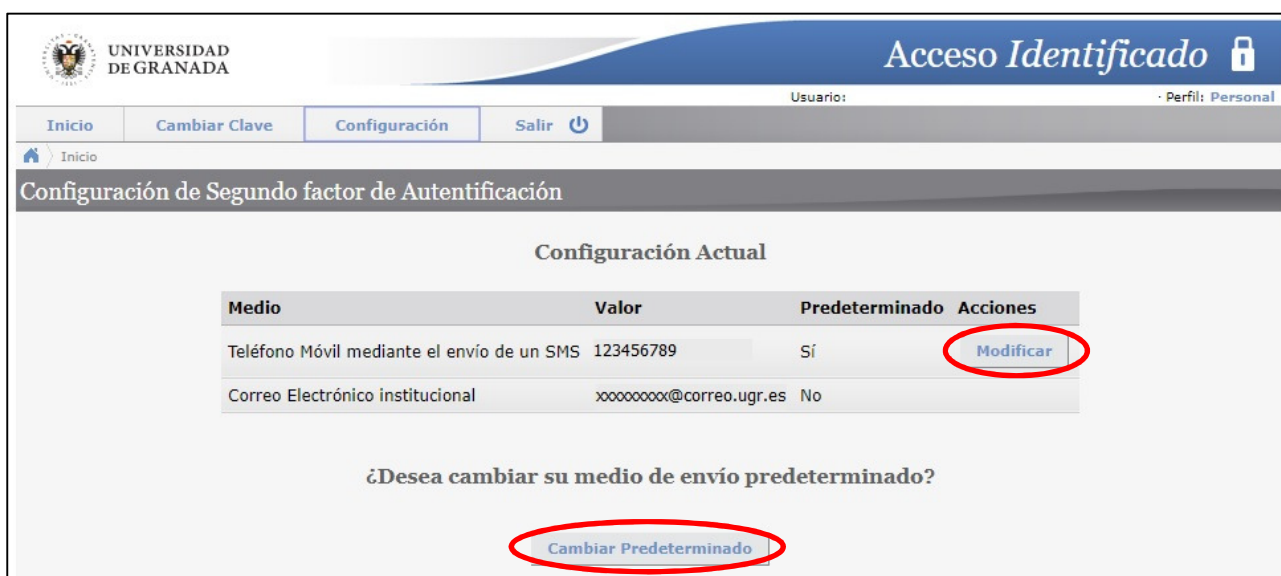 UNIVERSIDAD
DE GRANADA
Acceso Identificado
Usuario: · Perfil: Personal
Inicio Cambiar Clave Configuración Salir
Inicio
Configuración de Segundo factor de Autentificación
Configuración Actual
Medio Valor Predeterminado Acciones
Teléfono Móvil mediante el envío de un SMS 123456789 Sí Modificar
Correo Electrónico institucional xxxxxxxxx@correo.ugr.es No
¿Desea cambiar su medio de envío predeterminado?
Cambiar Predeterminado